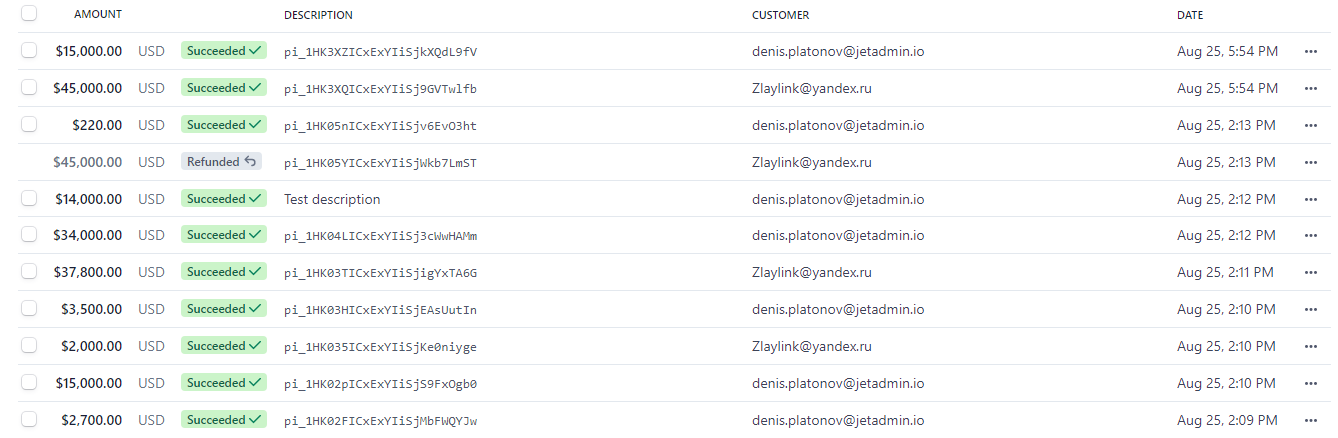 AMOUNT DESCRIPTION CUSTOMER DATE
$15,000.00 USD Succeeded pi_1HK3XZICxExYIiSjkXQdL9fV denis.platonov@jetadmin.io Aug 25, 5:54 PM
$45,000.00 USD Succeeded pi_1HK3XQICxExYIiSj9GVTwlfb Zlaylink@yandex.ru Aug 25, 5:54 PM
$220.00 USD Succeeded pi_1HK05nICxExYIiSjv6EvO3ht denis.platonov@jetadmin.io Aug 25, 2:13 PM
$45,000.00 USD Refunded pi_1HK05YICxExYIiSjWkb7LmST Zlaylink@yandex.ru Aug 25, 2:13 PM
$14,000.00 USD Succeeded Test description denis.platonov@jetadmin.io Aug 25, 2:12 PM
$34,000.00 USD Succeeded pi_1HK04LICxExYIiSj3cWwHAMm denis.platonov@jetadmin.io Aug 25, 2:12 PM
$37,800.00 USD Succeeded pi_1HK03TICxExYIiSjigYxTA6G Zlaylink@yandex.ru Aug 25, 2:11 PM
$3,500.00 USD Succeeded pi_1HK03HICxExYIiSjEAsUutIn denis.platonov@jetadmin.io Aug 25, 2:10 PM
$2,000.00 USD Succeeded pi_1HK035ICxExYIiSjKe0niyge Zlaylink@yandex.ru Aug 25, 2:10 PM
$15,000.00 USD Succeeded pi_1HK02pICxExYIiSjS9FxOgb0 denis.platonov@jetadmin.io Aug 25, 2:10 PM
$2,700.00 USD Succeeded pi_1HK02FICxExYIiSjMbFWQYJw denis.platonov@jetadmin.io Aug 25, 2:09 PM